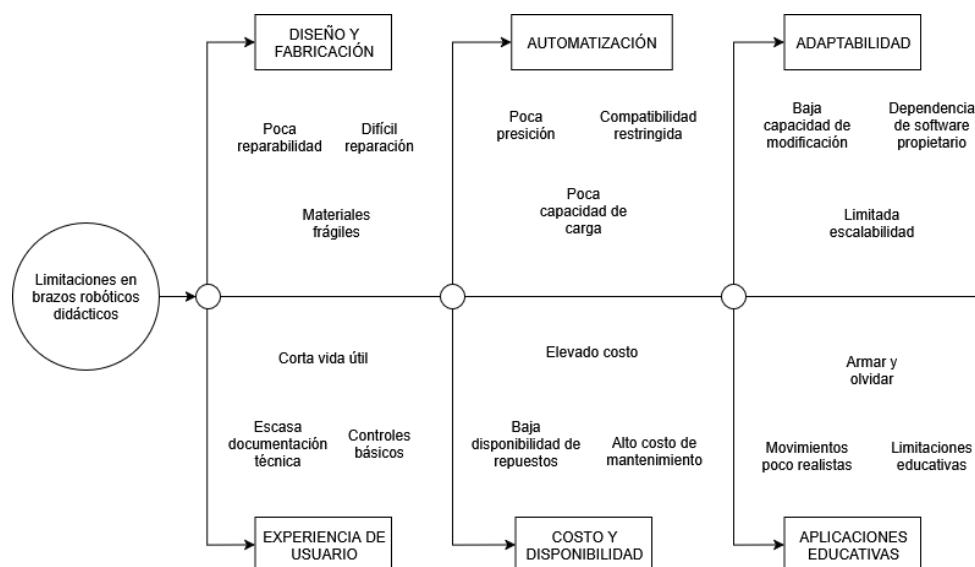 DISEÑO Y
FABRICACIÓN
AUTOMATIZACIÓN
ADAPTABILIDAD
Poca
reparabilidad
Difícil
reparación
Materiales
frágiles
Poca
presición
Compatibilidad
restringida
Poca
capacidad de
carga
Baja
capacidad de
modificación
Dependencia
de software
propietario
Limitada
escalabilidad
Limitaciones en
brazos robóticos
didácticos
Corta vida útil
Escasa
documentación
técnica
Controles
básicos
Elevado costo
Baja
disponibilidad de
repuestos
Alto costo de
mantenimiento
Armar y
olvidar
Movimientos
poco realistas
Limitaciones
educativas
EXPERIENCIA DE
USUARIO
COSTO Y
DISPONIBILIDAD
APLICACIONES
EDUCATIVAS